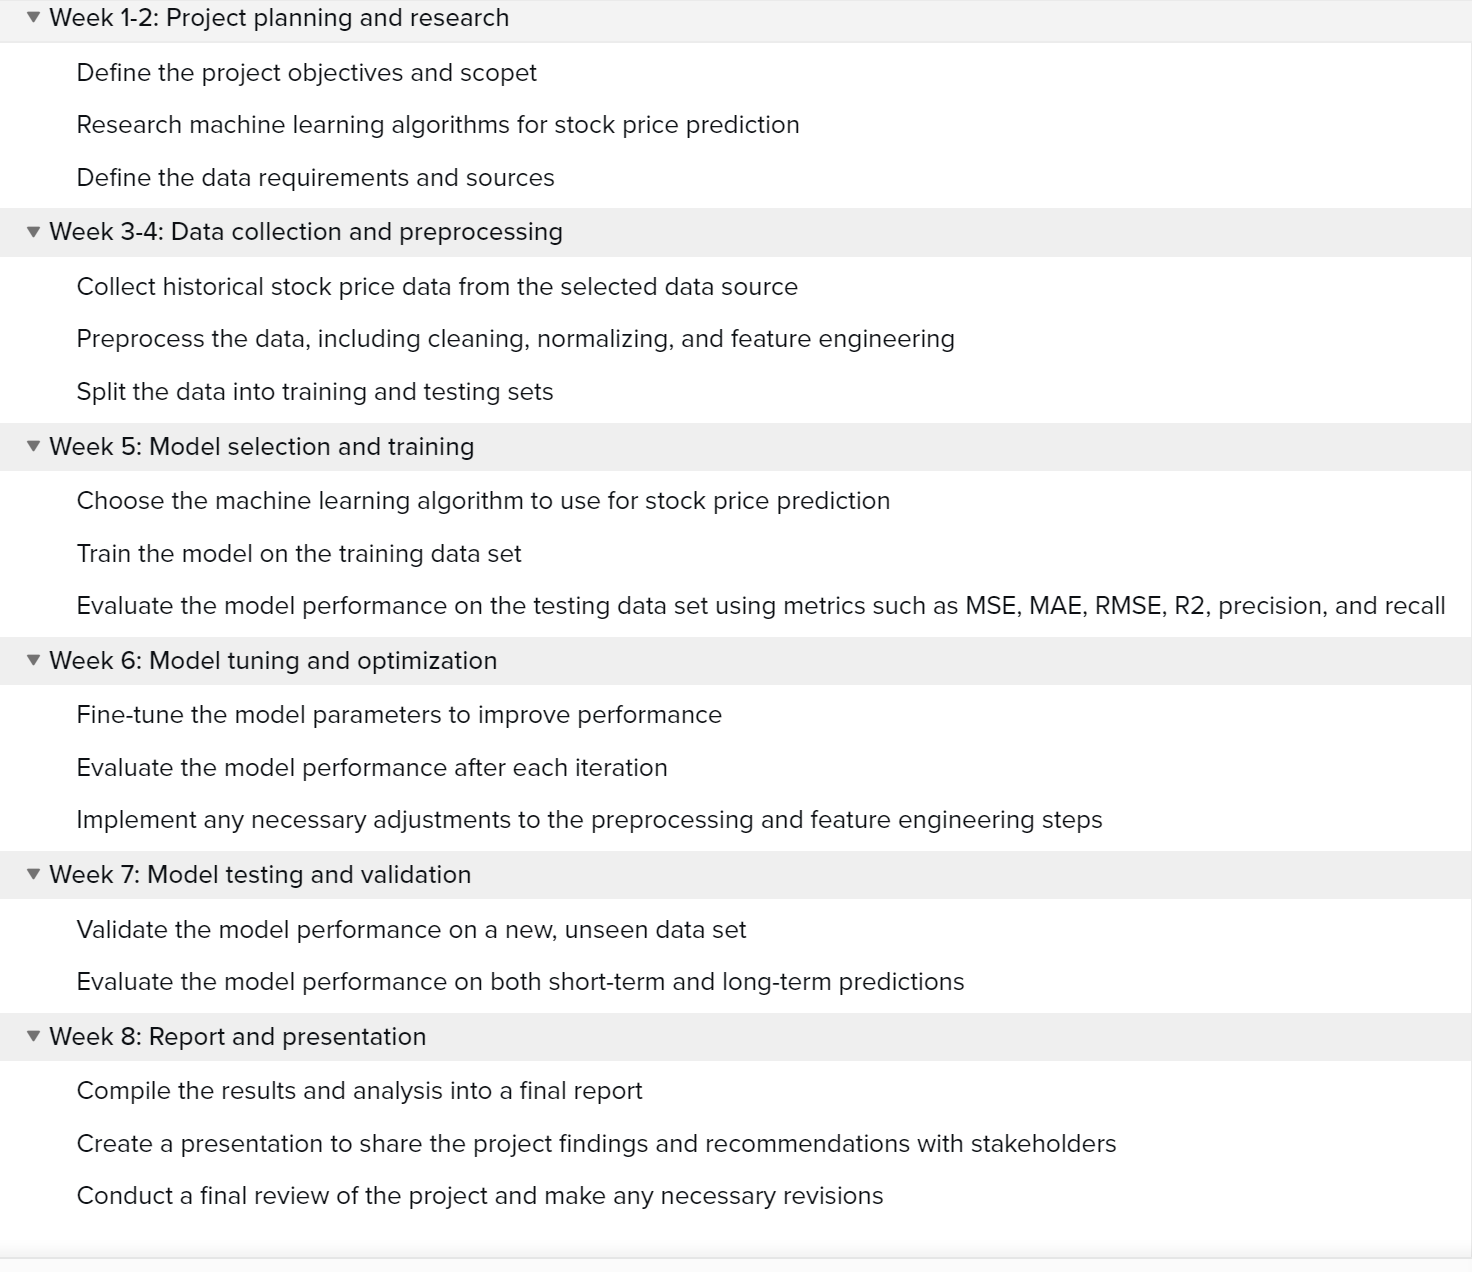 Week 1-2: Project planning and research
Define the project objectives and scopet
Research machine learning algorithms for stock price prediction
Define the data requirements and sources
Week 3-4: Data collection and preprocessing
Collect historical stock price data from the selected data source
Preprocess the data, including cleaning, normalizing, and feature engineering
Split the data into training and testing sets
Week 5: Model selection and training
Choose the machine learning algorithm to use for stock price prediction
Train the model on the training data set
Evaluate the model performance on the testing data set using metrics such as MSE, MAE, RMSE, R2, precision, and recall
Week 6: Model tuning and optimization
Fine-tune the model parameters to improve performance
Evaluate the model performance after each iteration
Implement any necessary adjustments to the preprocessing and feature engineering steps
Week 7: Model testing and validation
Validate the model performance on a new, unseen data set
Evaluate the model performance on both short-term and long-term predictions
Week 8: Report and presentation
Compile the results and analysis into a final report
Create a presentation to share the project findings and recommendations with stakeholders
Conduct a final review of the project and make any necessary revisions